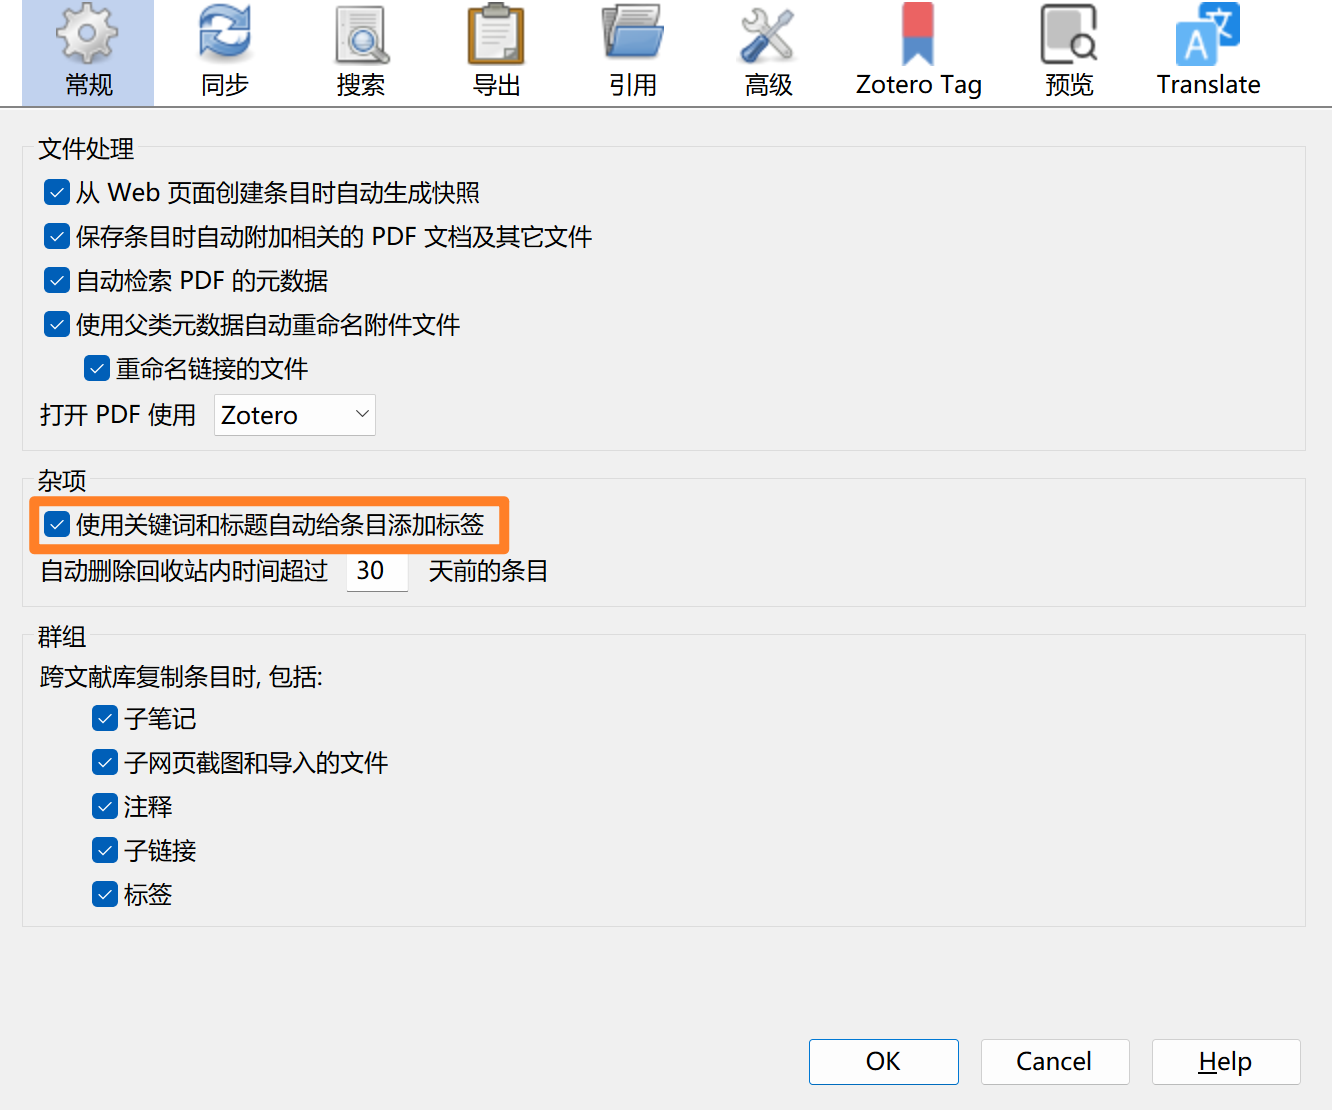 常规
同步
搜索
导出
引用
高级
Zotero Tag
预览
Translate
文件处理
从 Web 页面创建条目时自动生成快照
保存条目时自动附加相关的 PDF 文档及其它文件
自动检索 PDF 的元数据
使用父类元数据自动重命名附件文件
重命名链接的文件
打开 PDF 使用 Zotero
杂项
使用关键词和标题自动给条目添加标签
自动删除回收站内时间超过 30 天前的条目
群组
跨文献库复制条目时, 包括:
子笔记
子网页截图和导入的文件
注释
子链接
标签
OK
Cancel
Help